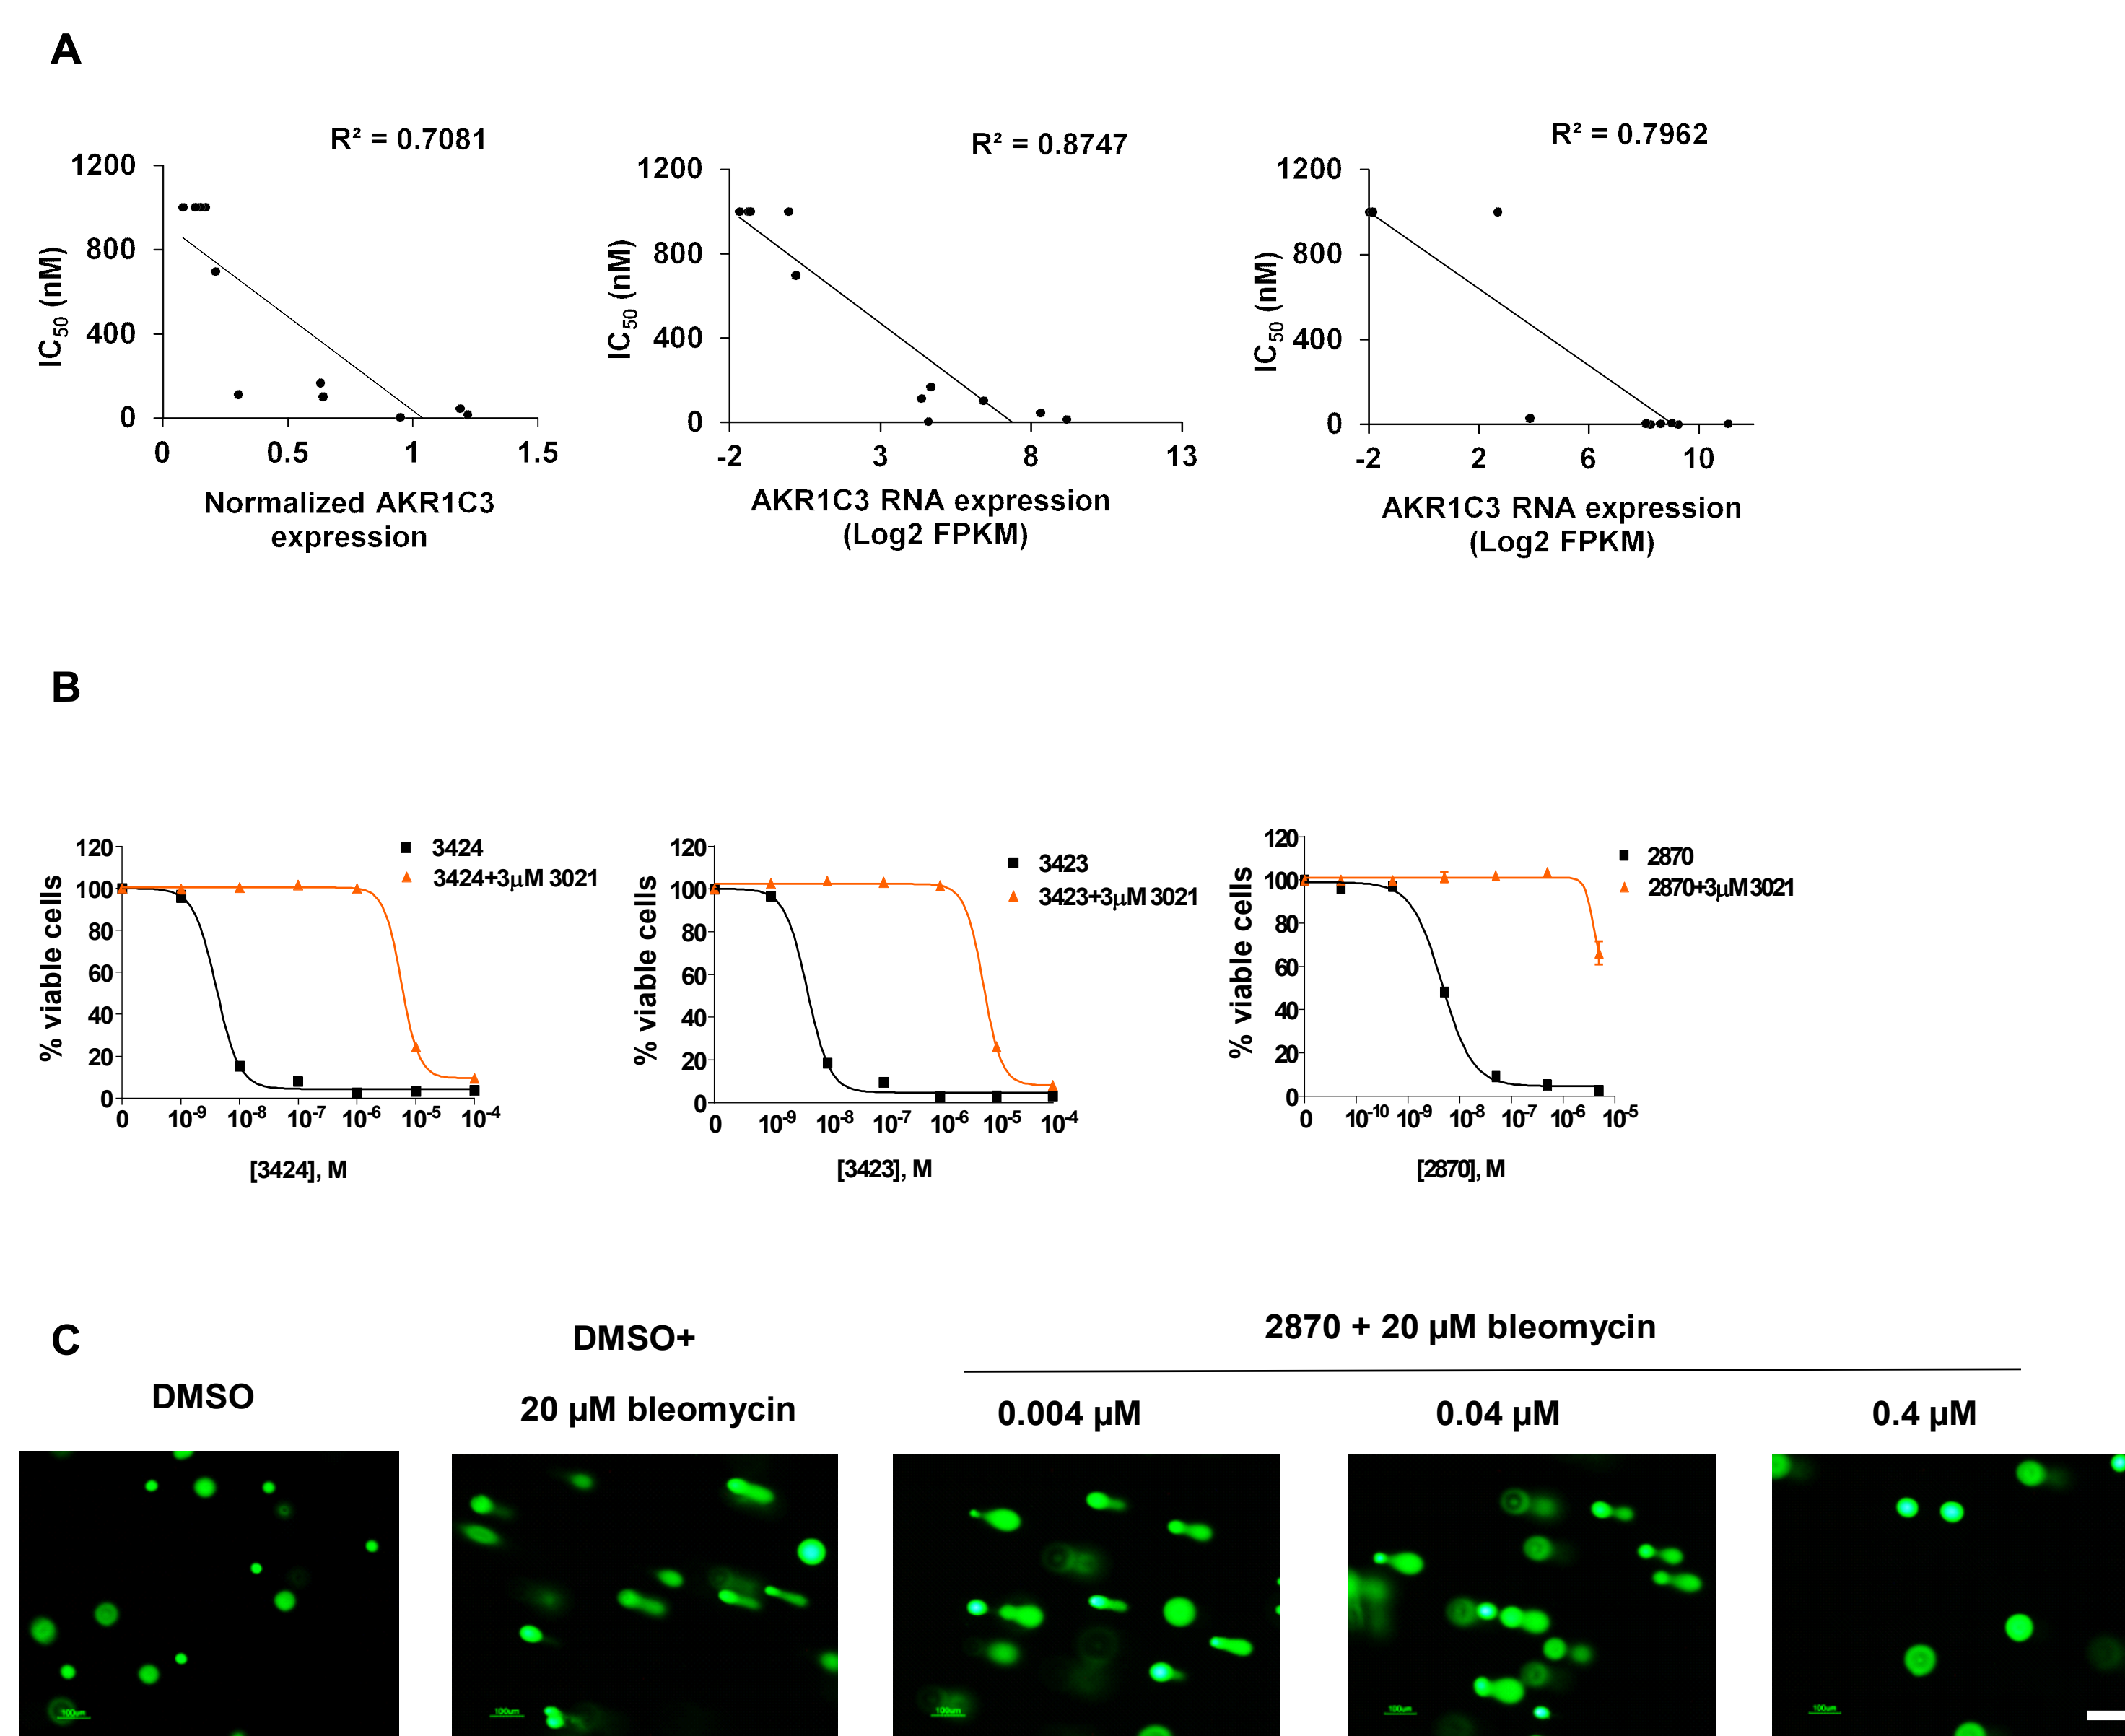 A
R² = 0.7081
1200
800
400
0
IC50 (nM)
0 0.5 1 1.5
Normalized AKR1C3
expression
R² = 0.8747
1200
800
400
0
IC50 (nM)
-2 3 8 13
AKR1C3 RNA expression
(Log2 FPKM)
R² = 0.7962
1200
800
400
0
IC50 (nM)
-2 2 6 10
AKR1C3 RNA expression
(Log2 FPKM)
B
120
100
80
60
40
20
0
% viable cells
3424
3424+3μM 3021
0 10-9 10-8 10-7 10-6 10-5 10-4
[3424], M
120
100
80
60
40
20
0
% viable cells
3423
3423+3μM 3021
0 10-9 10-8 10-7 10-6 10-5 10-4
[3423], M
120
100
80
60
40
20
0
% viable cells
2870
2870+3μM 3021
0 10-10 10-9 10-8 10-7 10-6 10-5
[2870], M
C
DMSO
DMSO+
20 µM bleomycin
2870 + 20 µM bleomycin
0.004 µM
0.04 µM
0.4 µM
100um
100um
100um
100um
100um